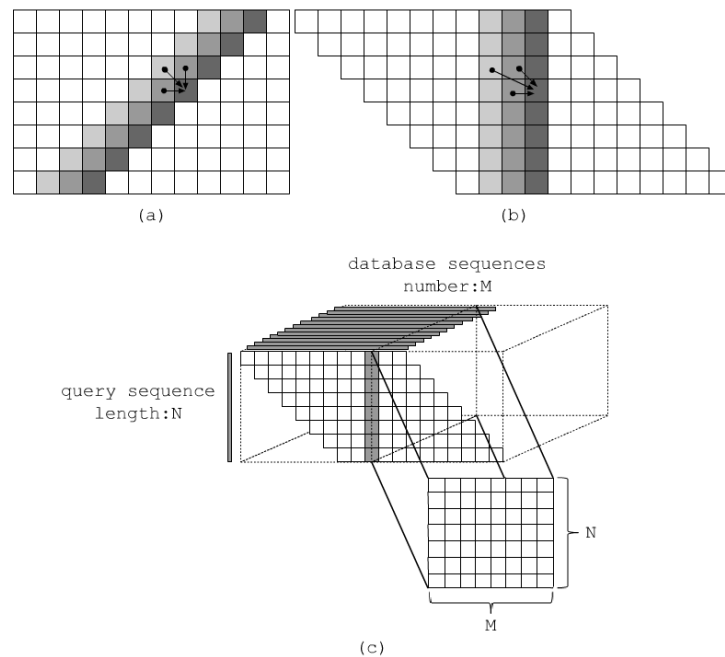 (a)
(b)
database sequences
number:M
query sequence
length:N
N
M
(c)